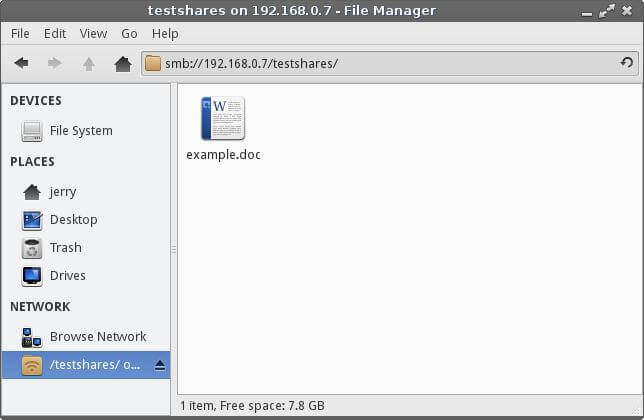 testshares on 192.168.0.7 - File Manager
File Edit View Go Help
smb://192.168.0.7/testshares/
DEVICES
File System
PLACES
jerry
Desktop
Trash
Drives
NETWORK
Browse Network
/testshares/ o...
W
example.doc
1 item, Free space: 7.8 GB